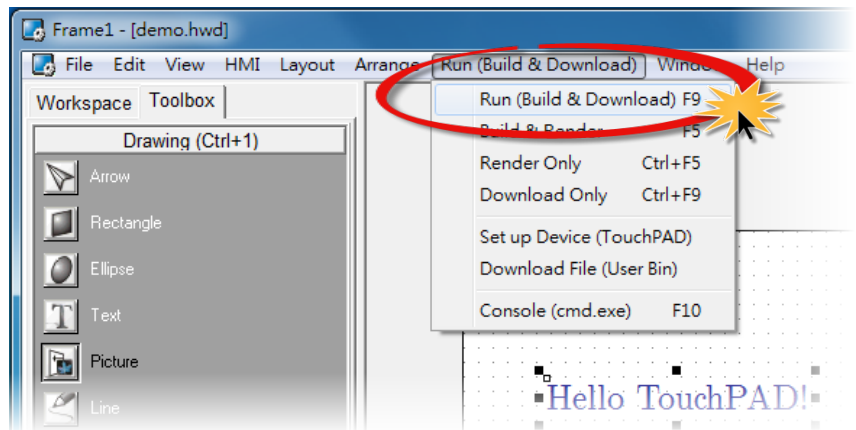 Frame1 - [demo.hwd]
File Edit View HMI Layout Arrange Run (Build & Download) Window Help
Workspace Toolbox
Drawing (Ctrl+1)
Arrow
Rectangle
Ellipse
Text
Picture
Line
Run (Build & Download) F9
Build & Render F5
Render Only Ctrl+F5
Download Only Ctrl+F9
Set up Device (TouchPAD)
Download File (User Bin)
Console (cmd.exe) F10
Hello TouchPAD!